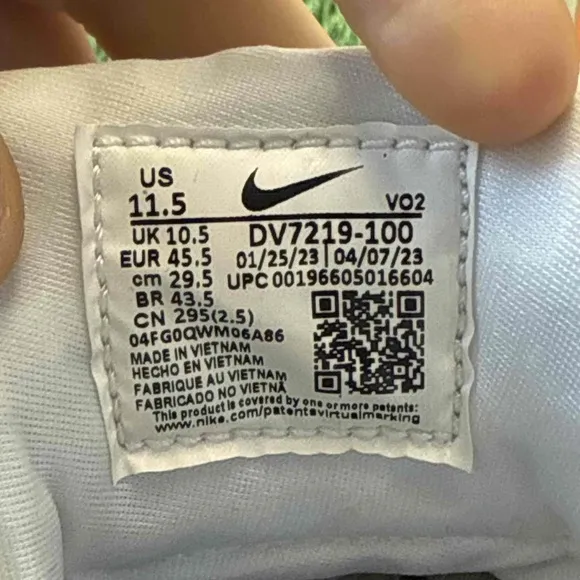 US
11.5 VO2
UK 10.5 DV7219-100
EUR 45.5 01/25/23 | 04/07/23
cm 29.5 UPC 00196605016604
BR 43.5
CN 295(2.5)
04FG0QWM06A86
MADE IN VIETNAM
HECHO EN VIETNAM
FABRIQUE AU VIETNAM
FABRICADO NO VIETNÃ
This product is covered by one or more patents:
www.nike.com/patentsvirtualmarking